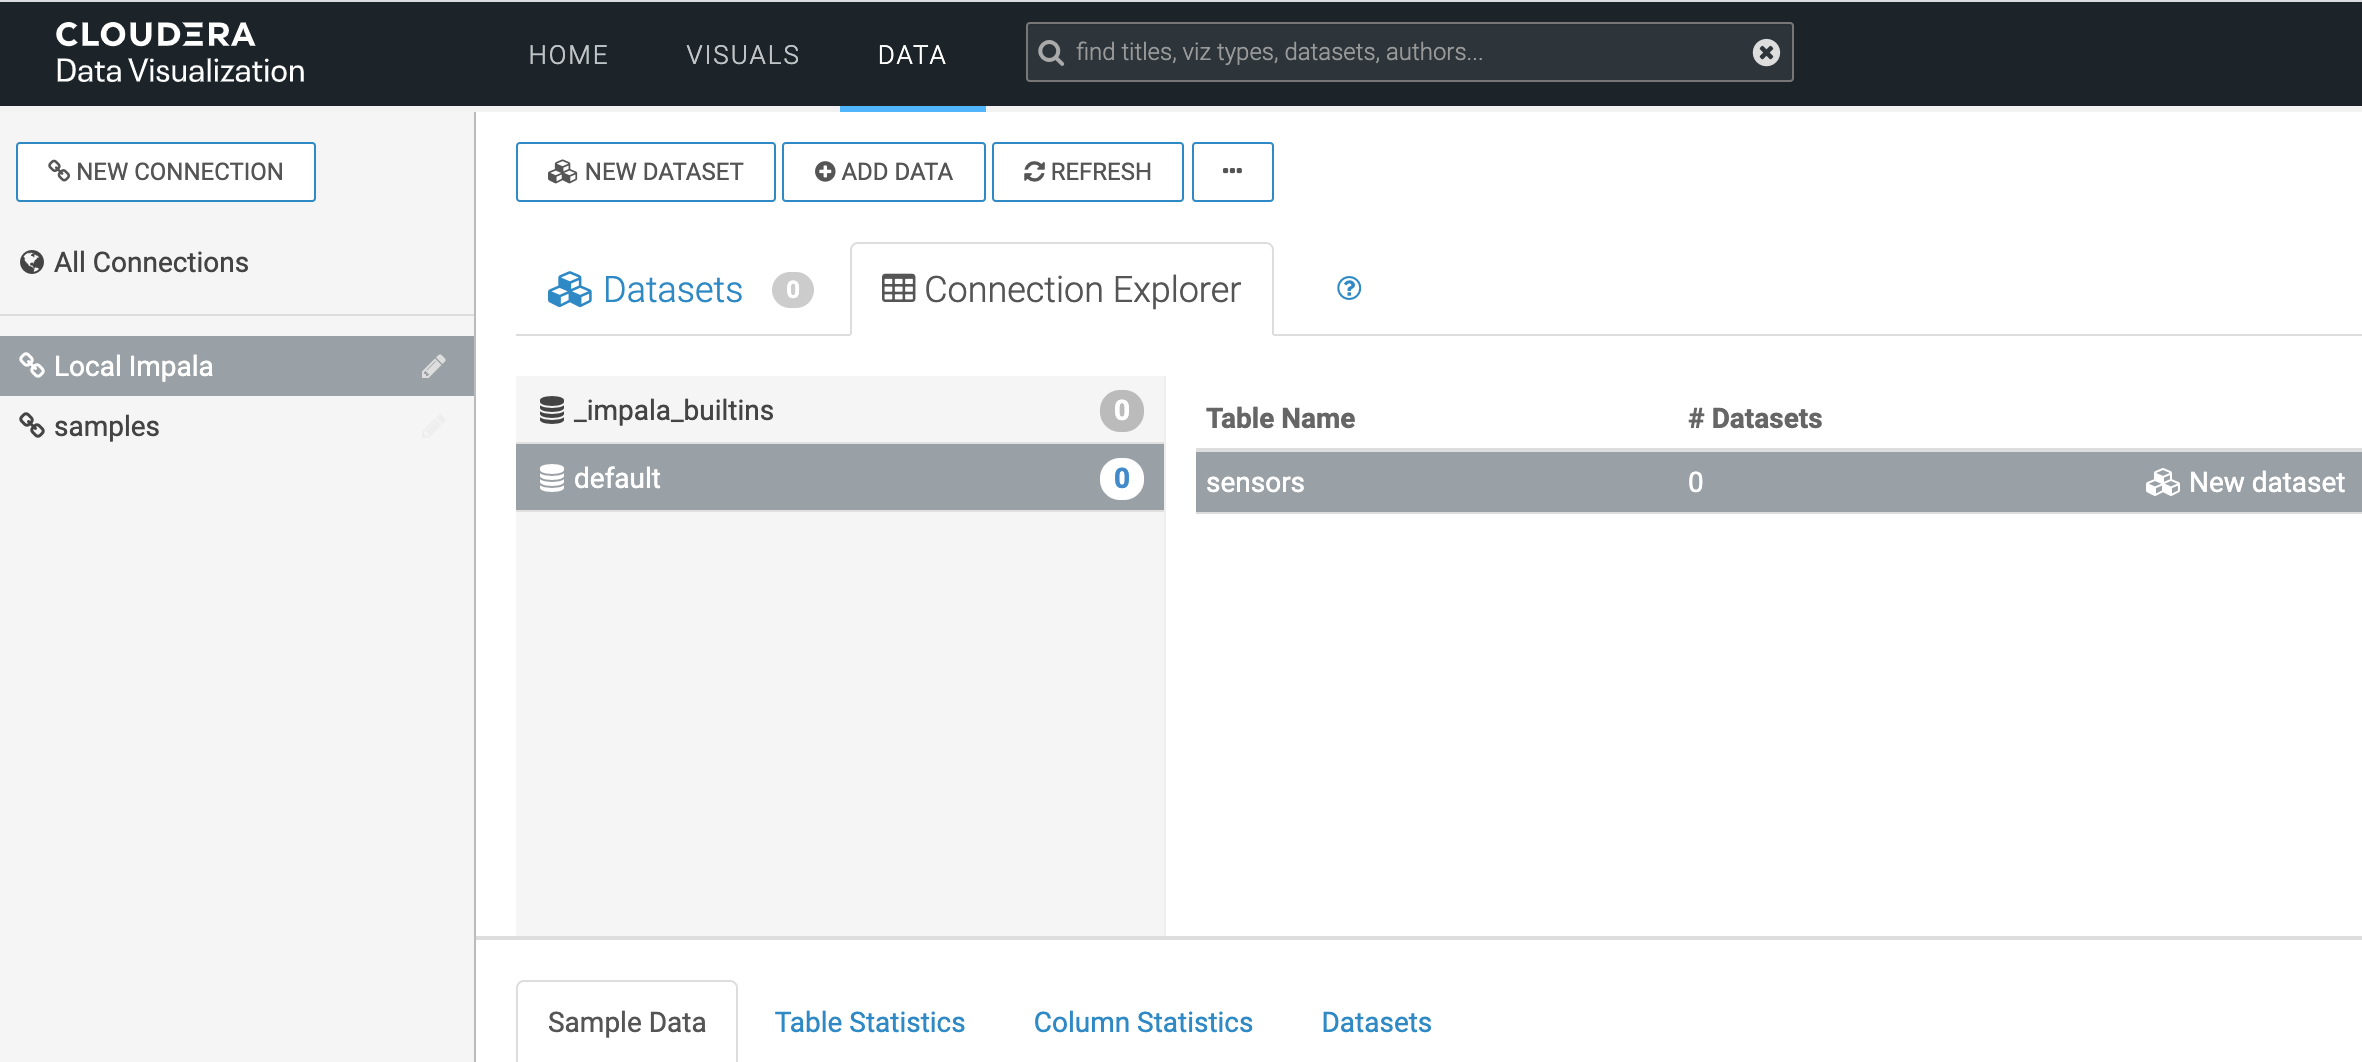 CLOUDERA
Data Visualization
HOME VISUALS DATA find titles, viz types, datasets, authors...
NEW CONNECTION
All Connections
Local Impala
samples
NEW DATASET ADD DATA REFRESH ...
Datasets 0 Connection Explorer ?
_impala_builtins 0
default 0
Table Name # Datasets
sensors 0 New dataset
Sample Data Table Statistics Column Statistics Datasets